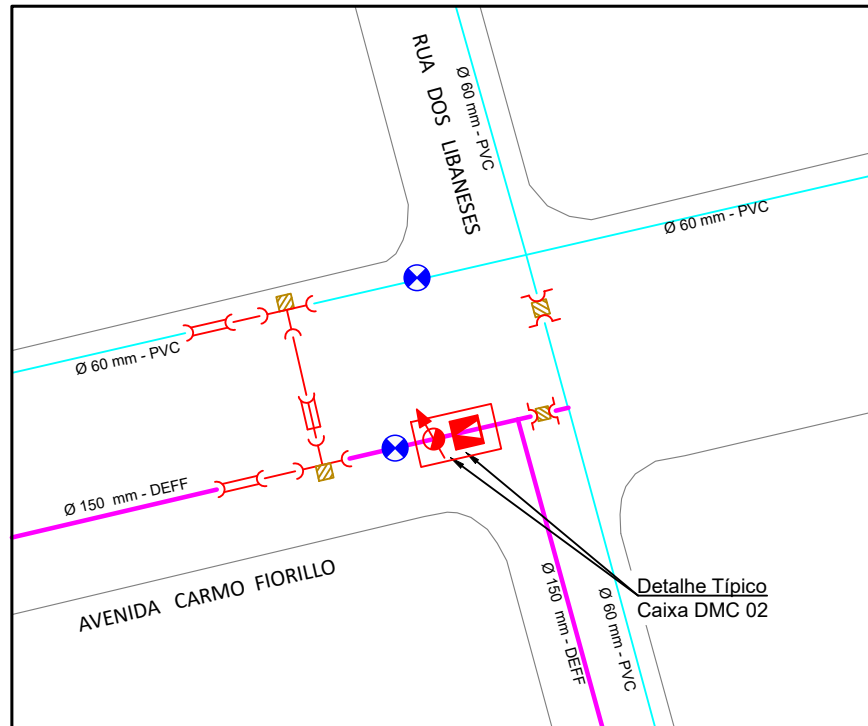 RUA DOS LIBANESES
Ø 60 mm - PVC
Ø 60 mm - PVC
Ø 60 mm - PVC
Ø 150 mm - DEFF
AVENIDA CARMO FIORILLO
Ø 150 mm - DEFF
Ø 60 mm - PVC
Detalhe Típico
Caixa DMC 02